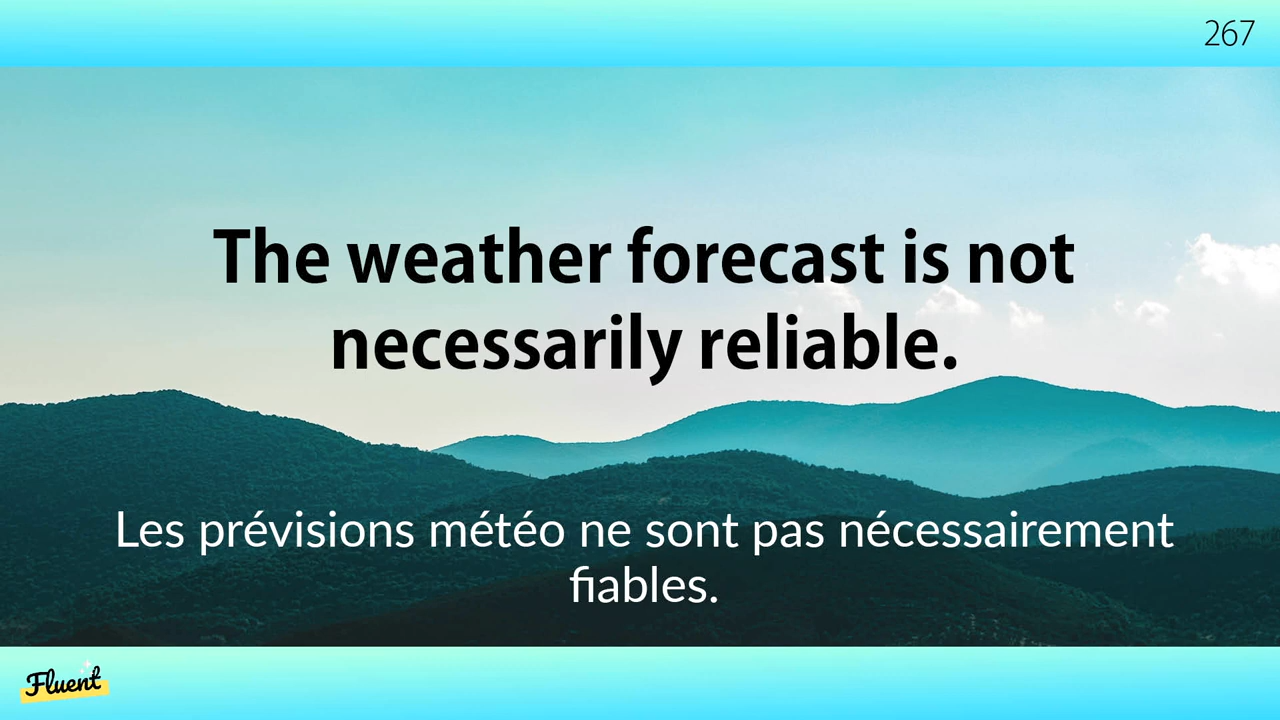 267
The weather forecast is not
necessarily reliable.
Les prévisions météo ne sont pas nécessairement
fiables.
Fluent